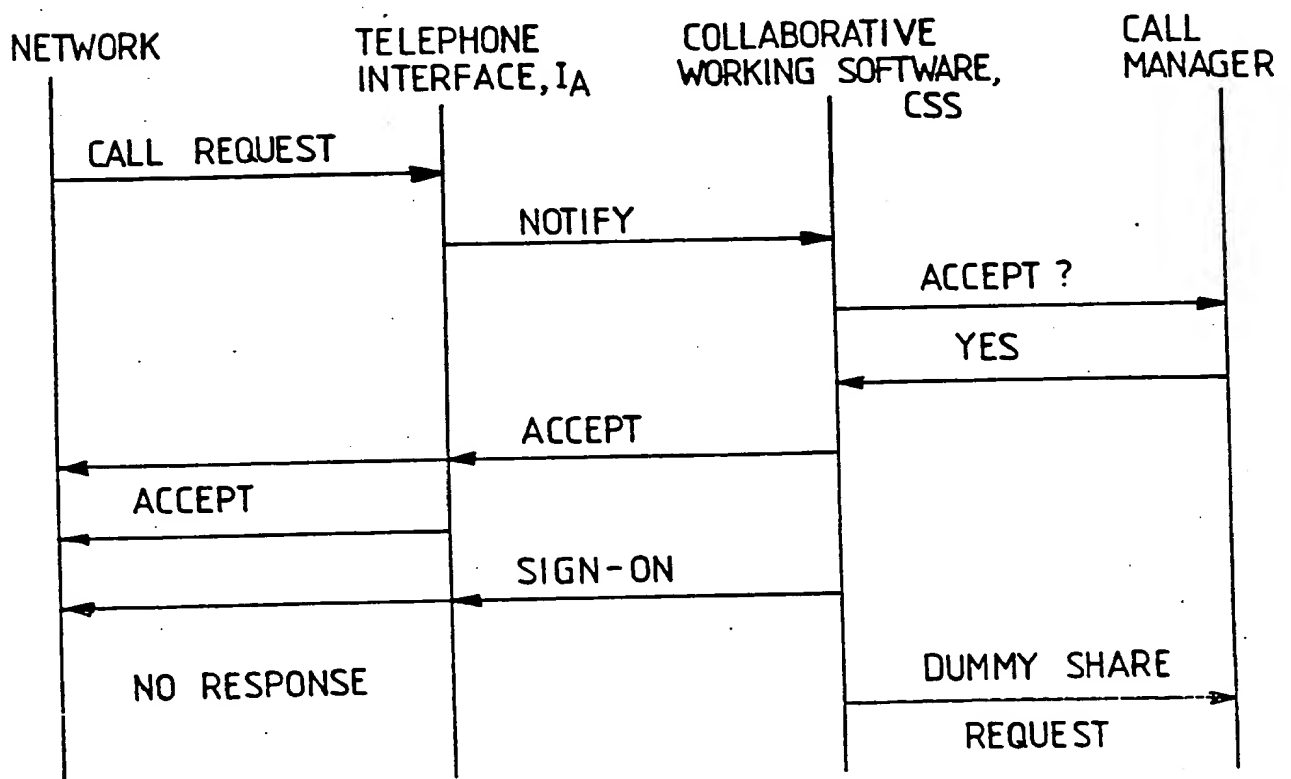 NETWORK
TELEPHONE
INTERFACE, IA
COLLABORATIVE
WORKING SOFTWARE,
CSS
CALL
MANAGER
CALL REQUEST
NOTIFY
ACCEPT ?
YES
ACCEPT
ACCEPT
SIGN-ON
NO RESPONSE
DUMMY SHARE
REQUEST